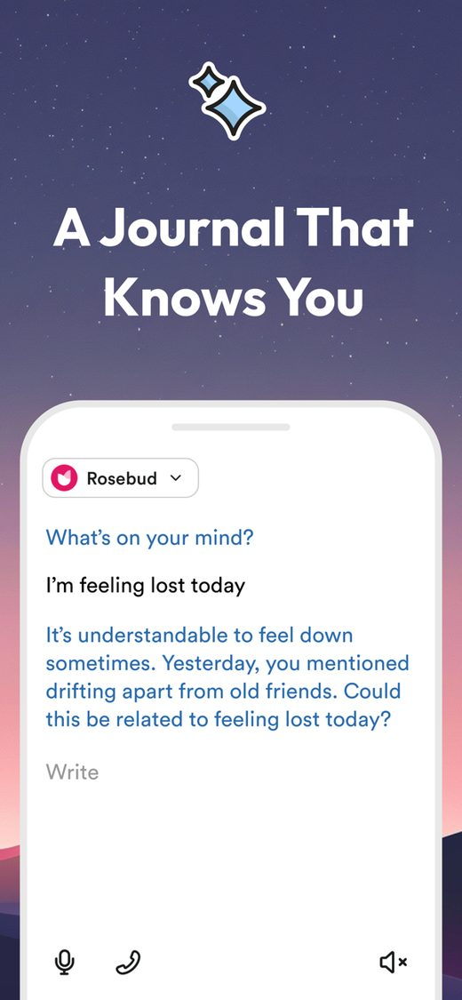 A Journal That
Knows You
Rosebud
What's on your mind?
I'm feeling lost today
It's understandable to feel down
sometimes. Yesterday, you mentioned
drifting apart from old friends. Could
this be related to feeling lost today?
Write